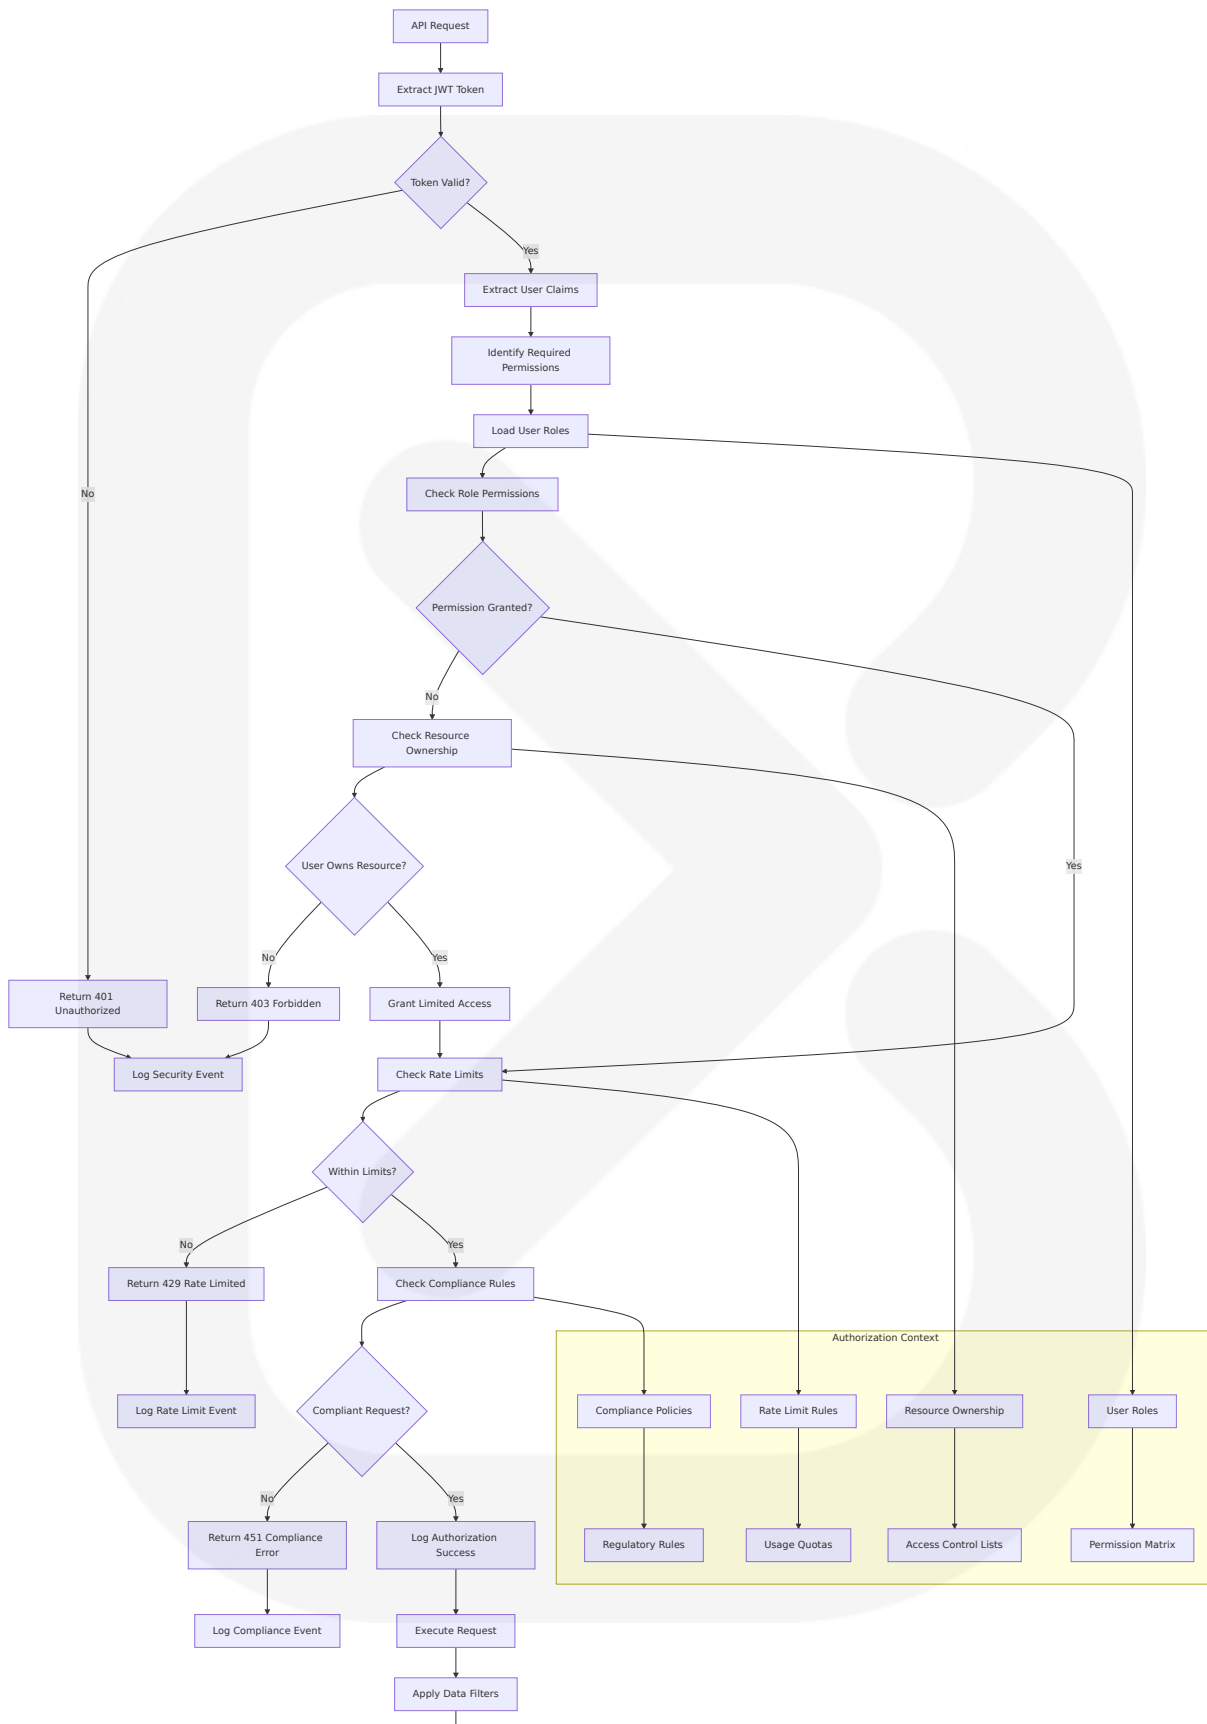 API Request
Extract JWT Token
Token Valid?
Yes
Extract User Claims
Identify Required
Permissions
Load User Roles
No
Check Role Permissions
Permission Granted?
No
Check Resource
Ownership
User Owns Resource?
Yes
No
Yes
Return 401
Unauthorized
Return 403 Forbidden
Grant Limited Access
Log Security Event
Check Rate Limits
Within Limits?
No
Yes
Return 429 Rate Limited
Check Compliance Rules
Authorization Context
Log Rate Limit Event
Compliant Request?
Compliance Policies
Rate Limit Rules
Resource Ownership
User Roles
No
Yes
Return 451 Compliance
Error
Log Authorization
Success
Regulatory Rules
Usage Quotas
Access Control Lists
Permission Matrix
Log Compliance Event
Execute Request
Apply Data Filters